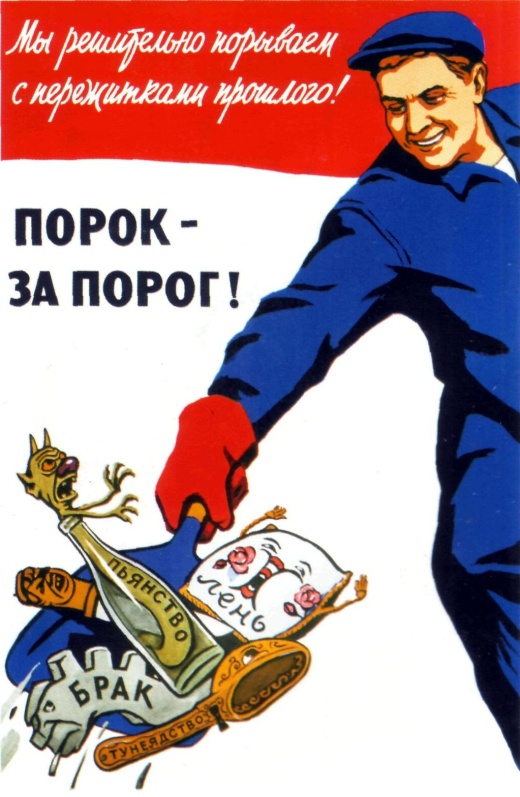 Мы решительно порываем
с пережитками прошлого!
ПОРОК -
ЗА ПОРОГ!
ПЬЯНСТВО
лень
БРАК
ТУНЕЯДСТВО